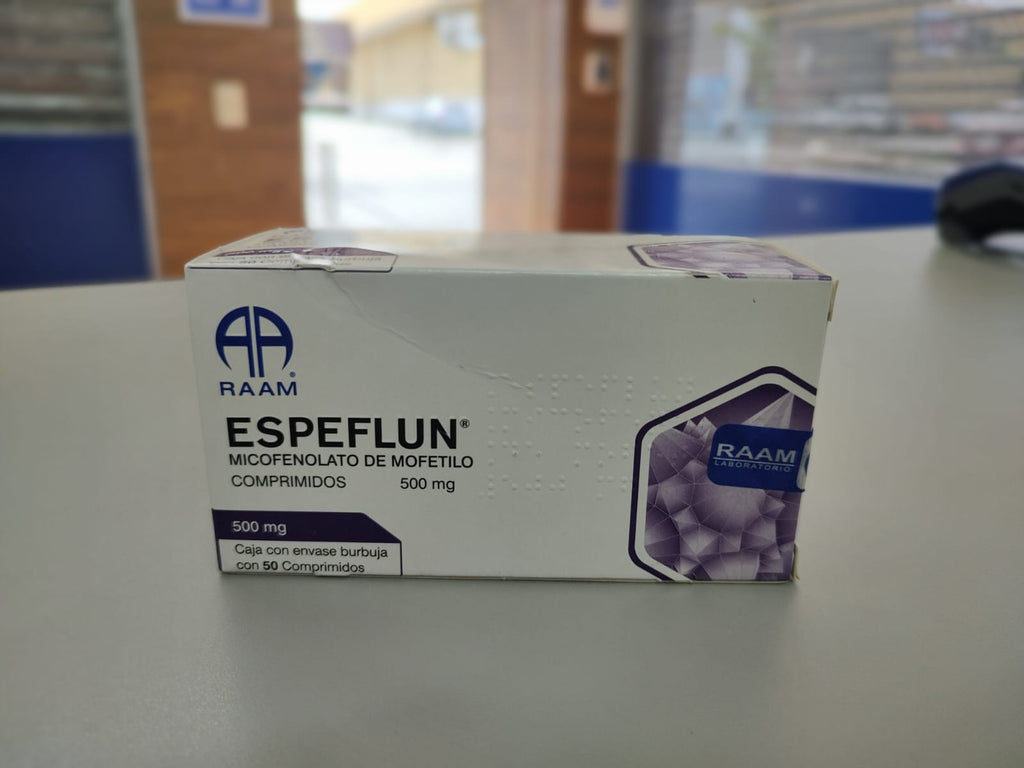 RAAM®
ESPEFLUN®
MICOFENOLATO DE MOFETILO
COMPRIMIDOS 500 mg
500 mg
Caja con envase burbuja
con 50 Comprimidos
RAAM
LABORATORIO